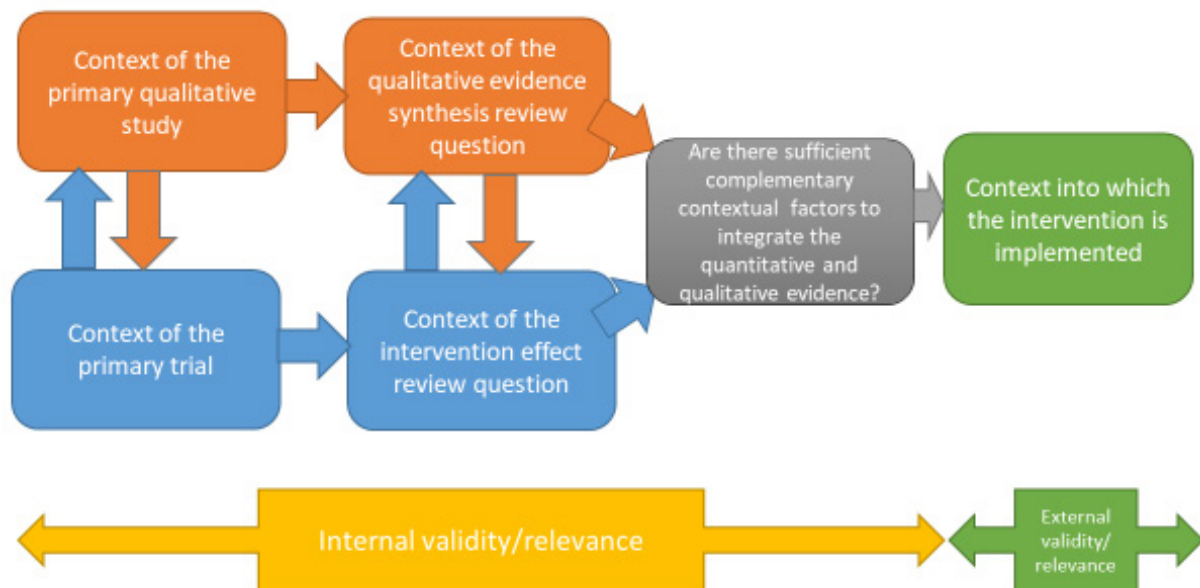 Context of the
primary qualitative
study
Context of the
qualitative evidence
synthesis review
question
Are there sufficient
complementary
contextual factors to
integrate the
quantitative and
qualitative evidence?
Context into which
the intervention is
implemented
Context of the
primary trial
Context of the
intervention effect
review question
Internal validity/relevance
External
validity/
relevance